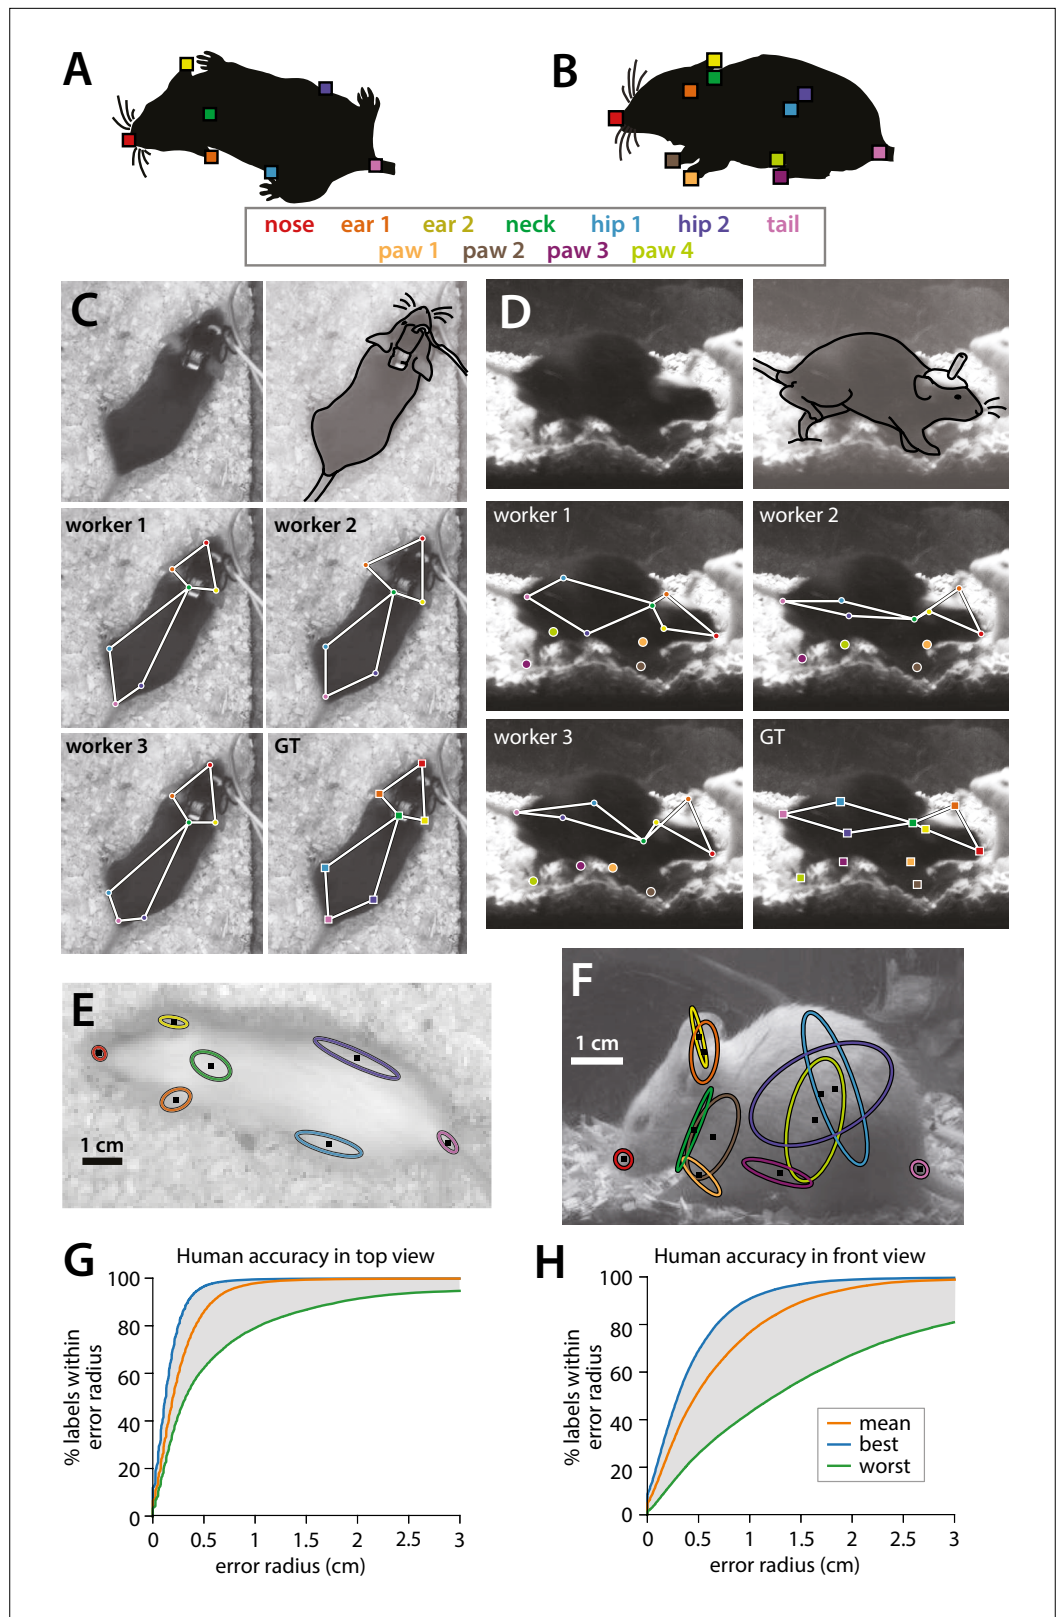 A
B
nose ear 1 ear 2 neck hip 1 hip 2 tail
paw 1 paw 2 paw 3 paw 4
C
D
worker 1
worker 2
worker 1
worker 2
worker 3
GT
worker 3
GT
E
1 cm
F
1 cm
G
Human accuracy in top view
% labels within
error radius
100
80
60
40
20
0
0 0.5 1 1.5 2 2.5 3
error radius (cm)
H
Human accuracy in front view
% labels within
error radius
100
80
60
40
20
0
mean
best
worst
0 0.5 1 1.5 2 2.5 3
error radius (cm)